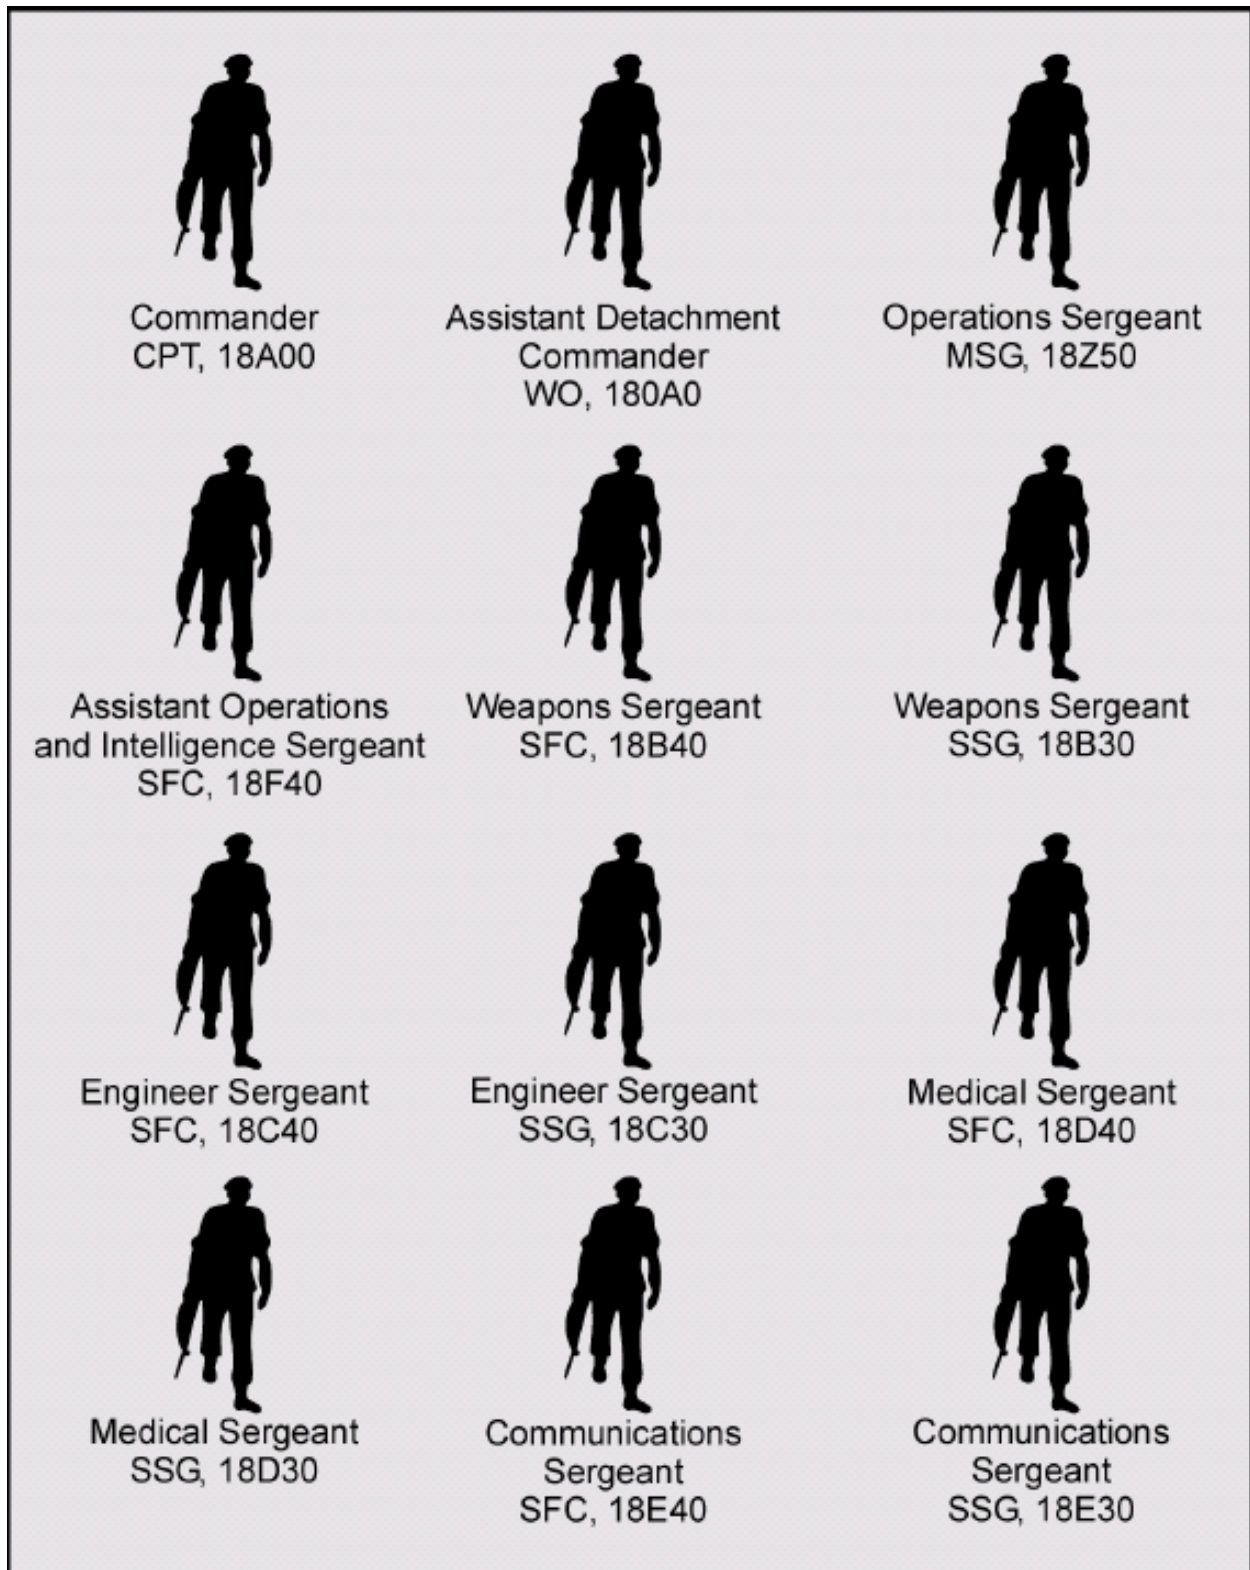 Commander
CPT, 18A00
Assistant Detachment
Commander
WO, 180A0
Operations Sergeant
MSG, 18Z50
Assistant Operations
and Intelligence Sergeant
SFC, 18F40
Weapons Sergeant
SFC, 18B40
Weapons Sergeant
SSG, 18B30
Engineer Sergeant
SFC, 18C40
Engineer Sergeant
SSG, 18C30
Medical Sergeant
SFC, 18D40
Medical Sergeant
SSG, 18D30
Communications
Sergeant
SFC, 18E40
Communications
Sergeant
SSG, 18E30